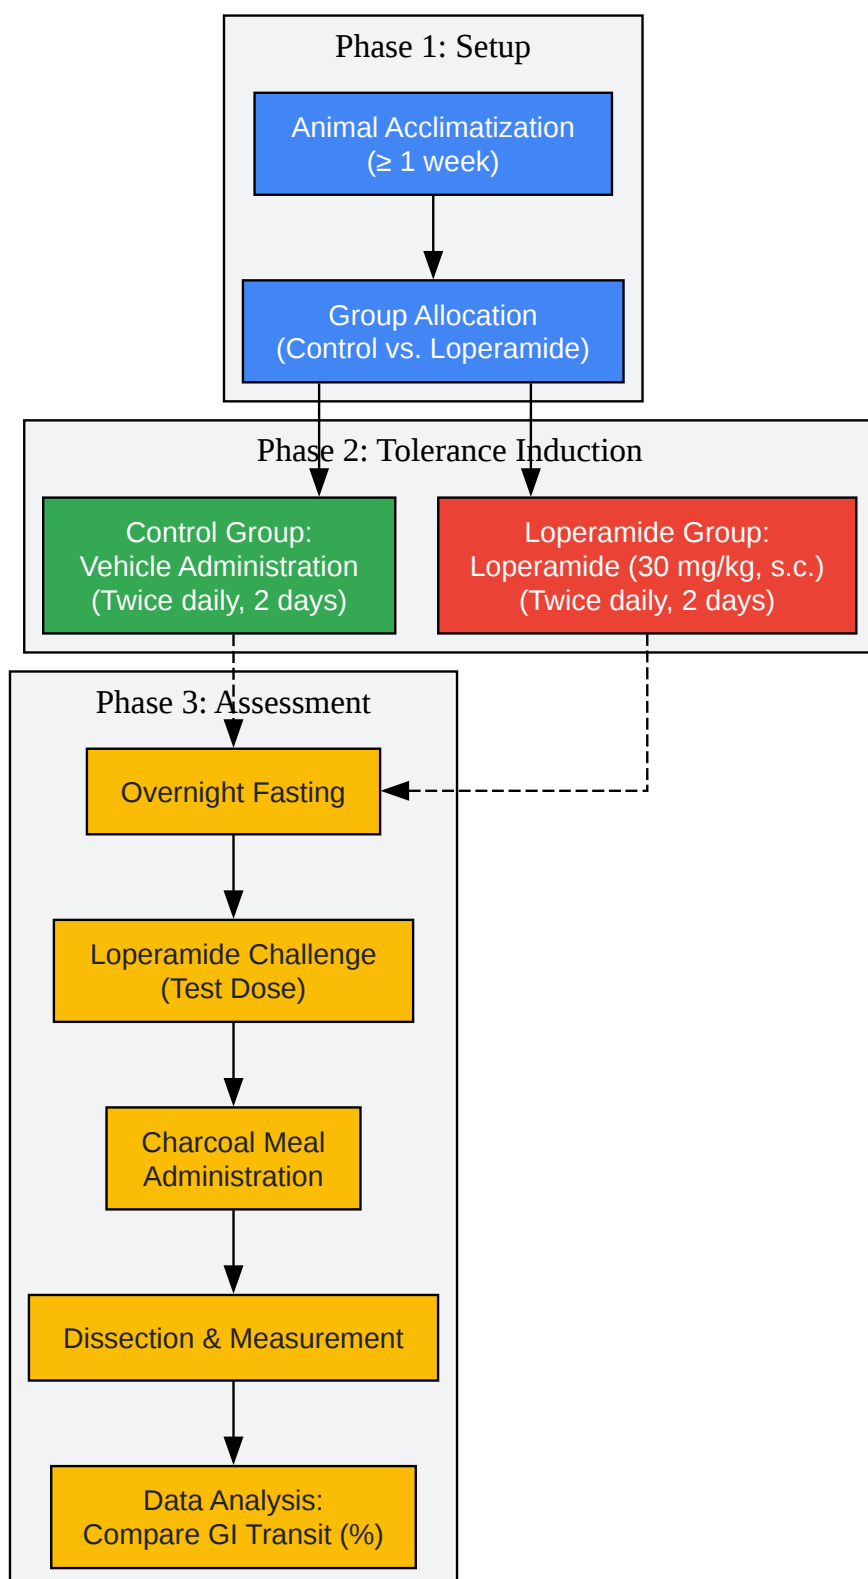 Phase 1: Setup
Animal Acclimatization
(≥ 1 week)
Group Allocation
(Control vs. Loperamide)
Phase 2: Tolerance Induction
Control Group:
Vehicle Administration
(Twice daily, 2 days)
Loperamide Group:
Loperamide (30 mg/kg, s.c.)
(Twice daily, 2 days)
Phase 3: Assessment
Overnight Fasting
Loperamide Challenge
(Test Dose)
Charcoal Meal
Administration
Dissection & Measurement
Data Analysis:
Compare GI Transit (%)